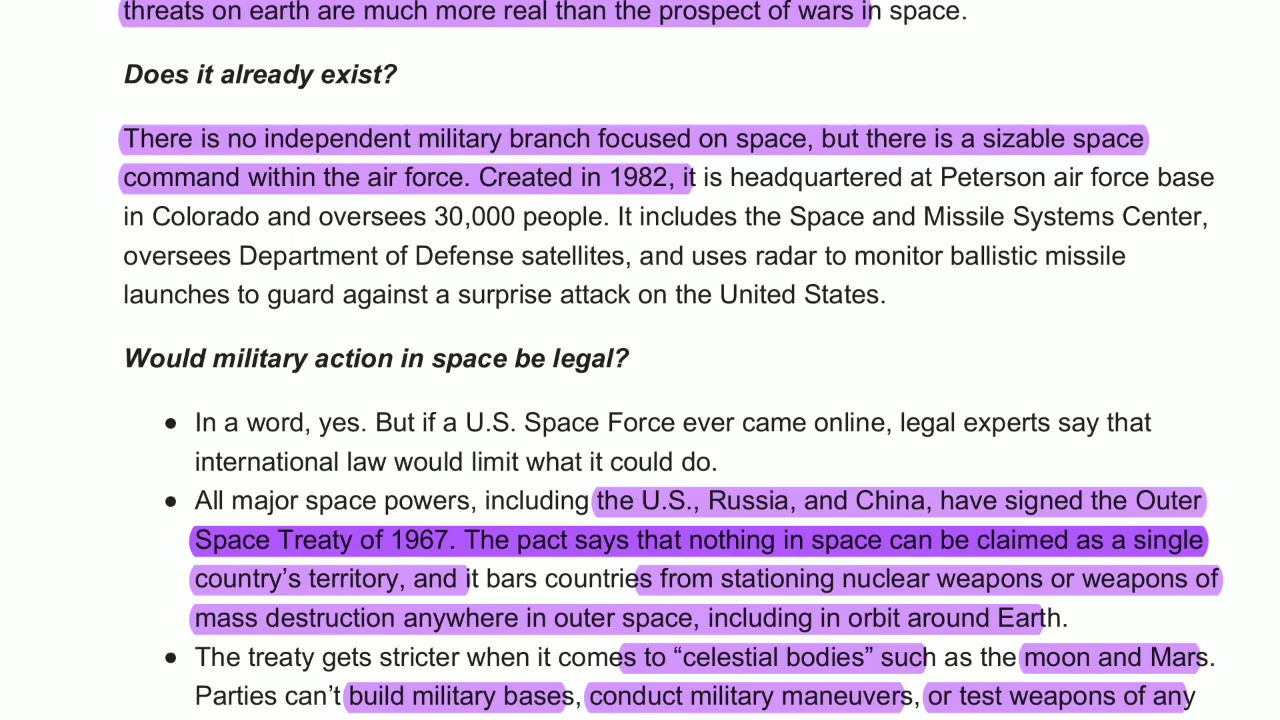 threats on earth are much more real than the prospect of wars in space.
Does it already exist?
There is no independent military branch focused on space, but there is a sizable space
command within the air force. Created in 1982, it is headquartered at Peterson air force base
in Colorado and oversees 30,000 people. It includes the Space and Missile Systems Center,
oversees Department of Defense satellites, and uses radar to monitor ballistic missile
launches to guard against a surprise attack on the United States.
Would military action in space be legal?
● In a word, yes. But if a U.S. Space Force ever came online, legal experts say that
international law would limit what it could do.
● All major space powers, including the U.S., Russia, and China, have signed the Outer
Space Treaty of 1967. The pact says that nothing in space can be claimed as a single
country’s territory, and it bars countries from stationing nuclear weapons or weapons of
mass destruction anywhere in outer space, including in orbit around Earth.
● The treaty gets stricter when it comes to “celestial bodies” such as the moon and Mars.
Parties can’t build military bases, conduct military maneuvers, or test weapons of any